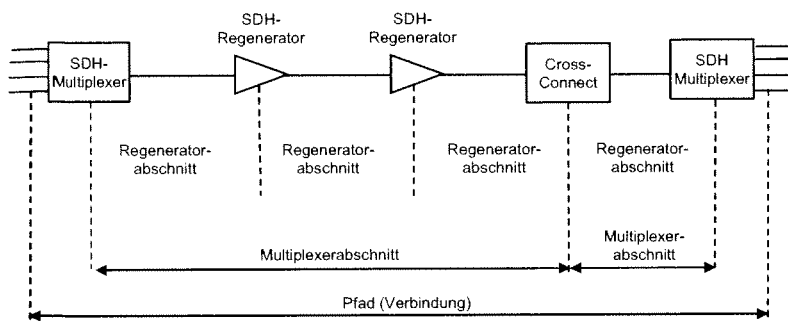 SDH-
Regenerator
SDH-
Regenerator
SDH-
Multiplexer
Cross-
Connect
SDH
Multiplexer
Regenerator-
abschnitt
Regenerator-
abschnitt
Regenerator-
abschnitt
Regenerator-
abschnitt
Multiplexerabschnitt
Multiplexer-
abschnitt
Pfad (Verbindung)